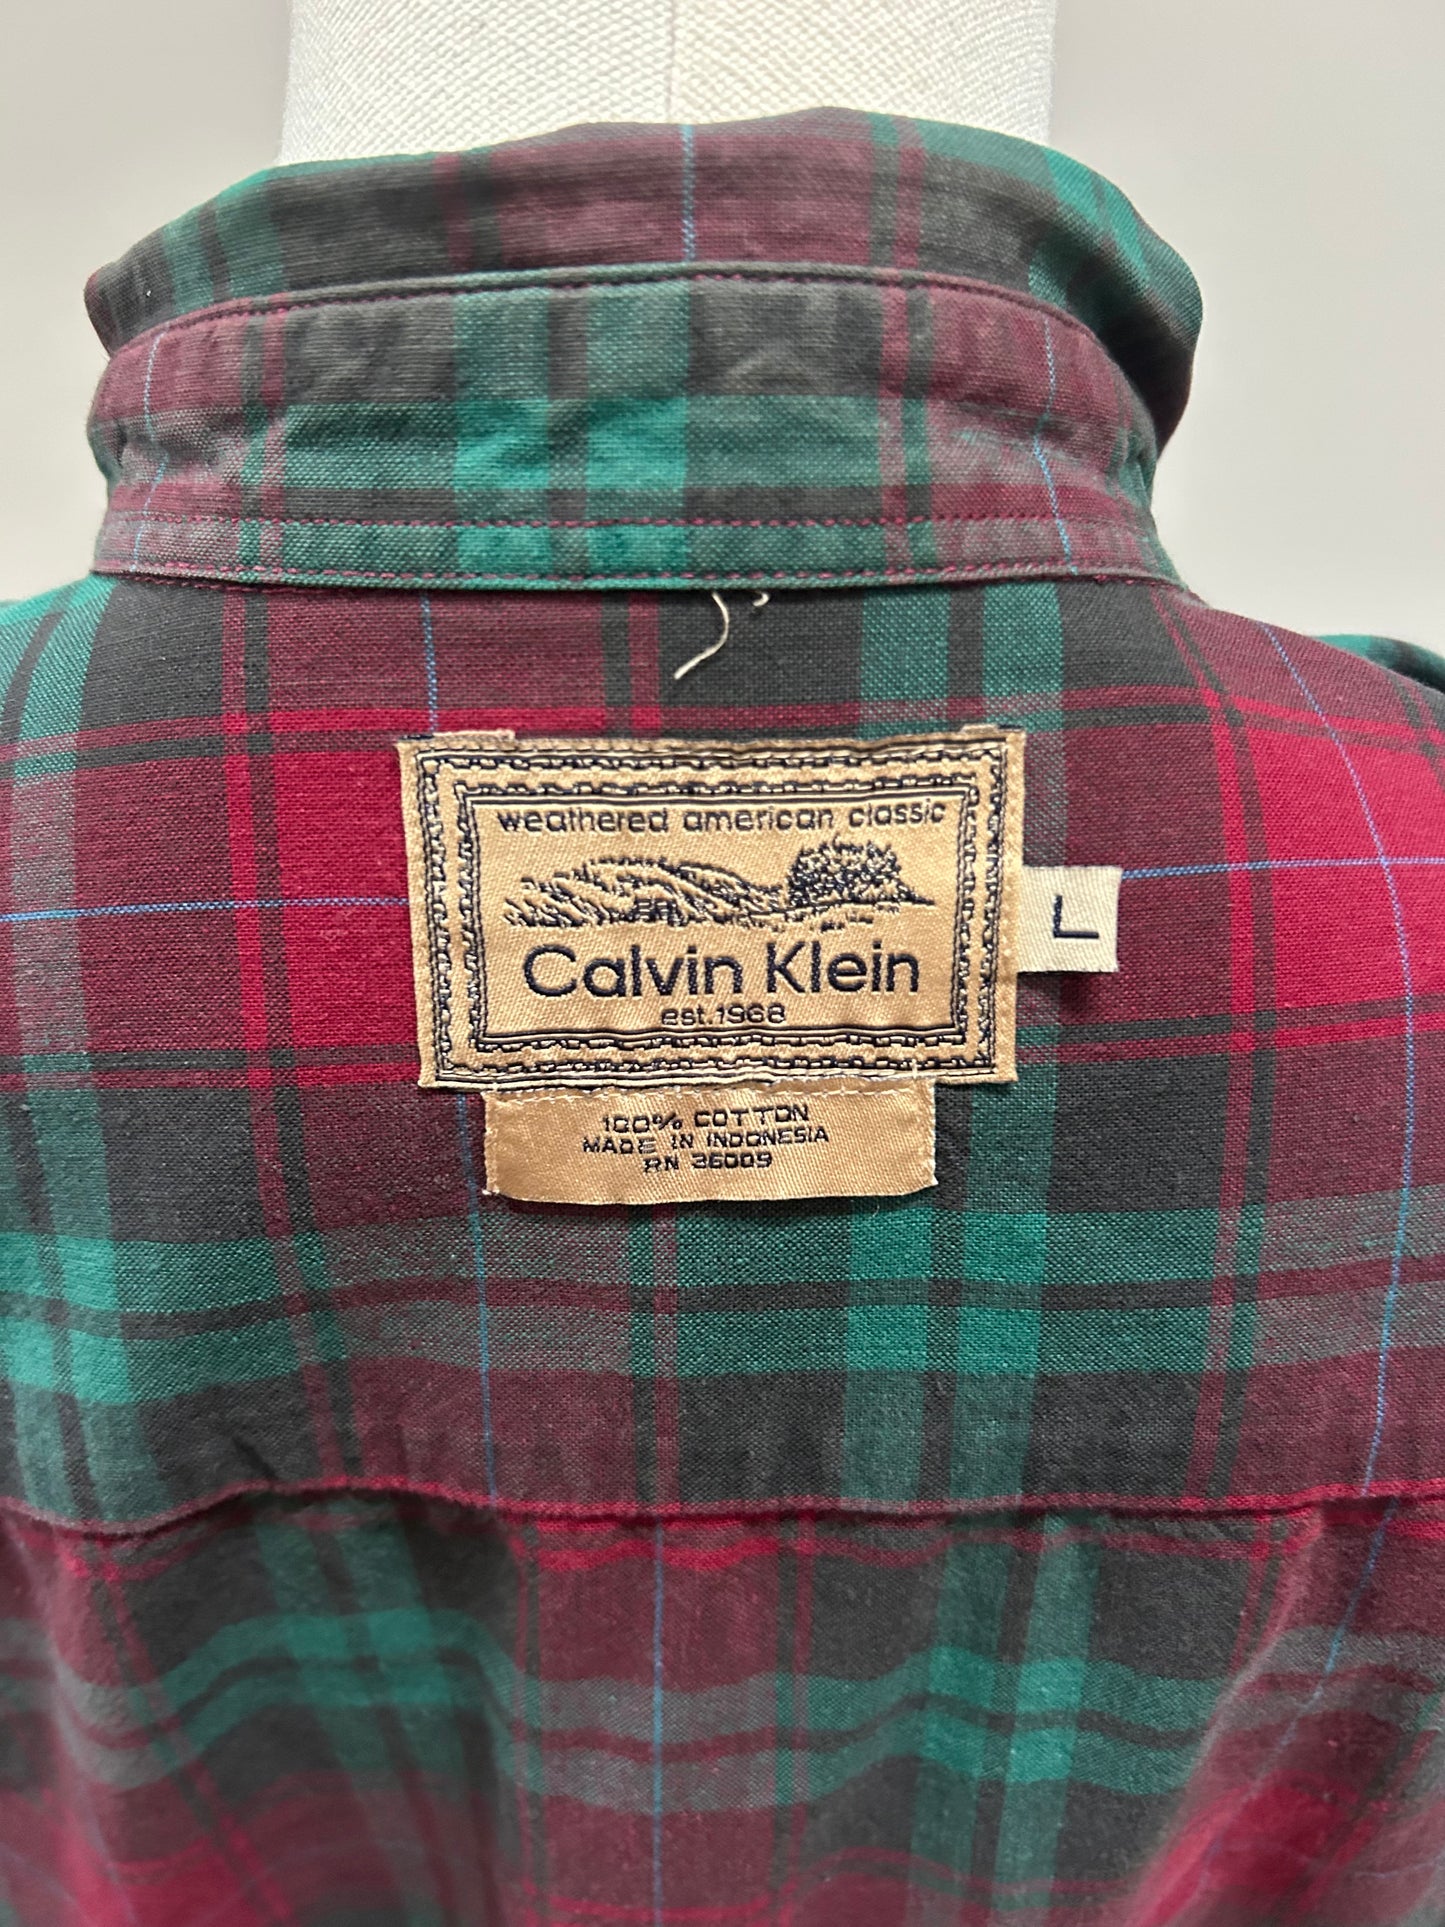 weathered american classic
Calvin Klein
est.1968
L
100% COTTON
MADE IN INDONESIA
RN 36009